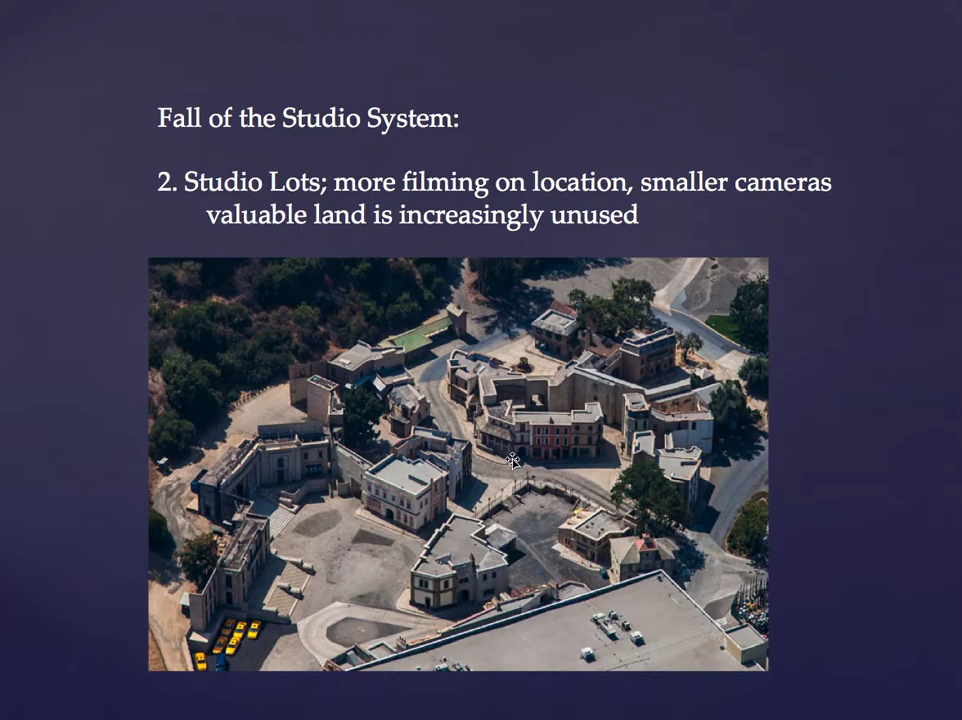 Fall of the Studio System:
2. Studio Lots; more filming on location, smaller cameras
valuable land is increasingly unused